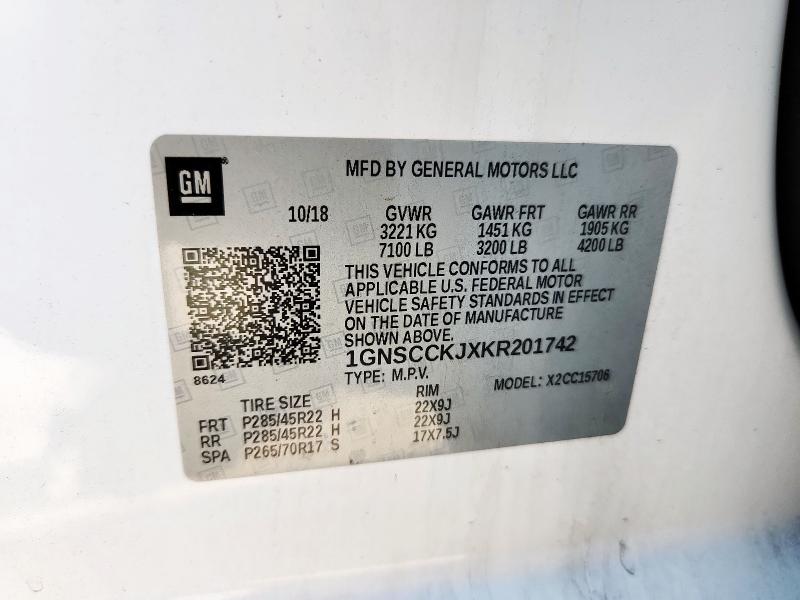 GM
MFD BY GENERAL MOTORS LLC
10/18 GVWR GAWR FRT GAWR RR
3221 KG 1451 KG 1905 KG
7100 LB 3200 LB 4200 LB
THIS VEHICLE CONFORMS TO ALL
APPLICABLE U.S. FEDERAL MOTOR
VEHICLE SAFETY STANDARDS IN EFFECT
ON THE DATE OF MANUFACTURE
SHOWN ABOVE.
1GNSCCKJXKR201742
8624
TYPE: M.P.V. MODEL: X2CC15706
TIRE SIZE RIM
FRT P285/45R22 H 22X9J
RR P285/45R22 H 22X9J
SPA P265/70R17 S 17X7.5J